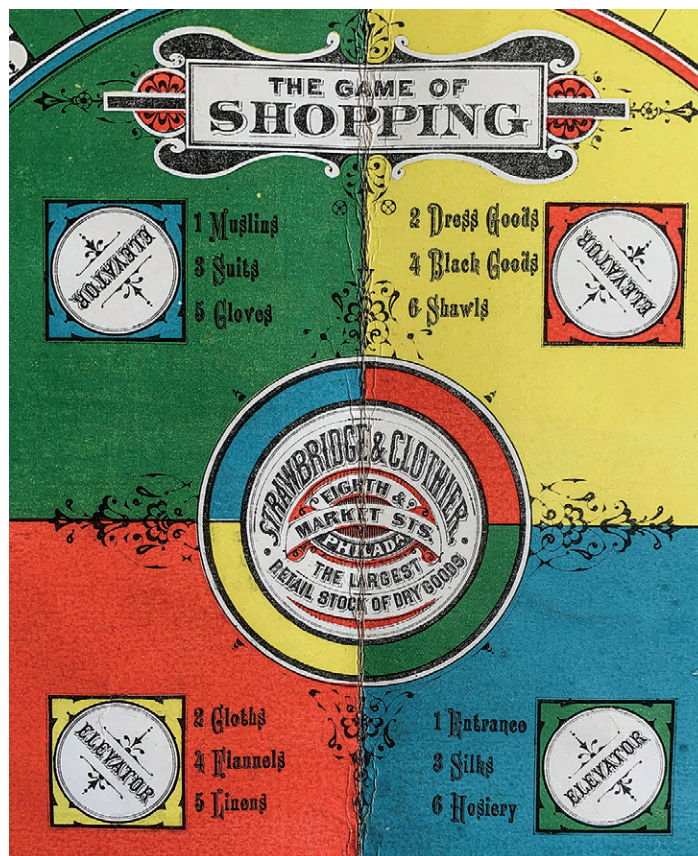 THE GAME OF
SHOPPING
ELEVATOR
1 Muslins
3 Suits
5 Gloves
2 Dress Goods
4 Black Goods
6 Shawls
ELEVATOR
STRAWBRIDGE & CLOTHIER.
EIGHTH &
MARKET STS.
PHILADA
THE LARGEST
RETAIL STOCK OF DRY GOODS
ELEVATOR
2 Cloths
4 Flannels
5 Linens
1 Entrance
3 Silks
6 Hosiery
ELEVATOR